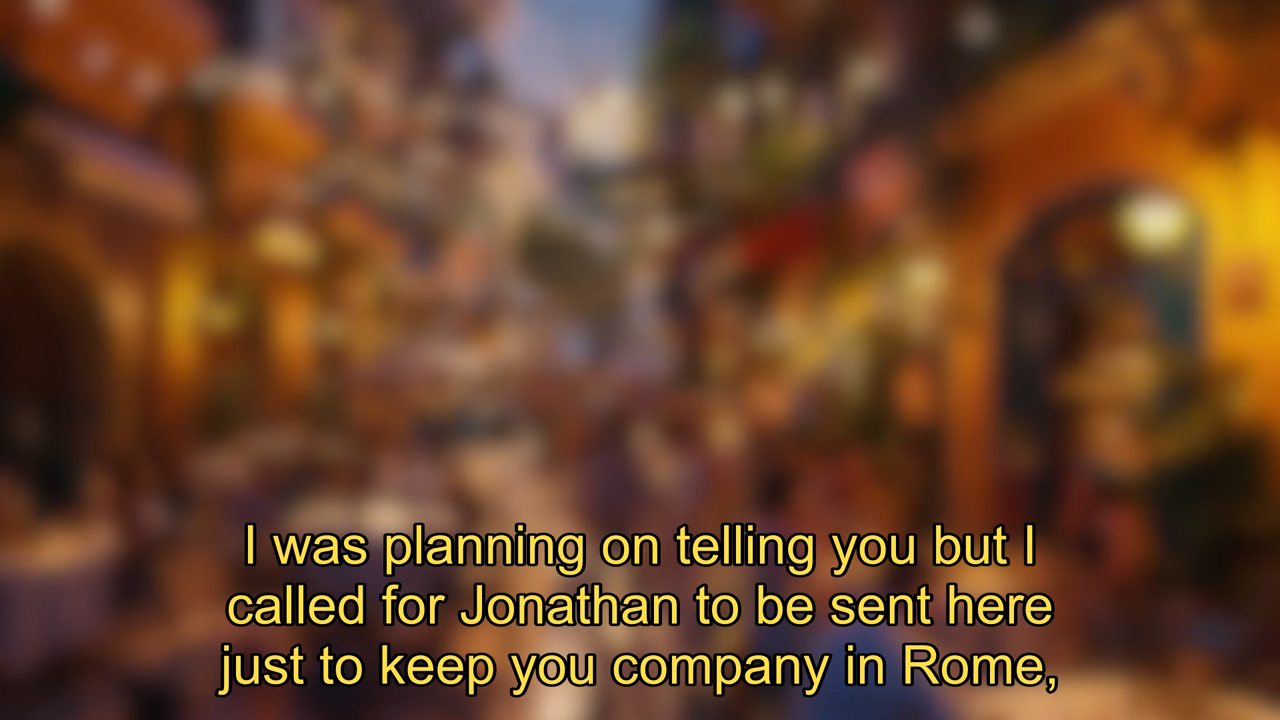 I was planning on telling you but I
called for Jonathan to be sent here
just to keep you company in Rome,